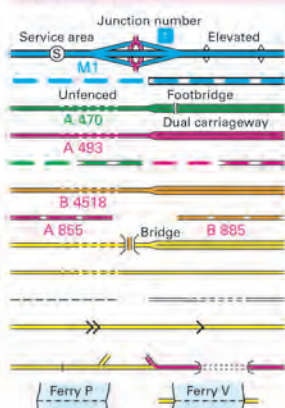 Junction number
Service area 1 Elevated
S
M1
Unfenced Footbridge
A 470 Dual carriageway
A 493
B 4518
A 855 Bridge B 885
Ferry P Ferry V